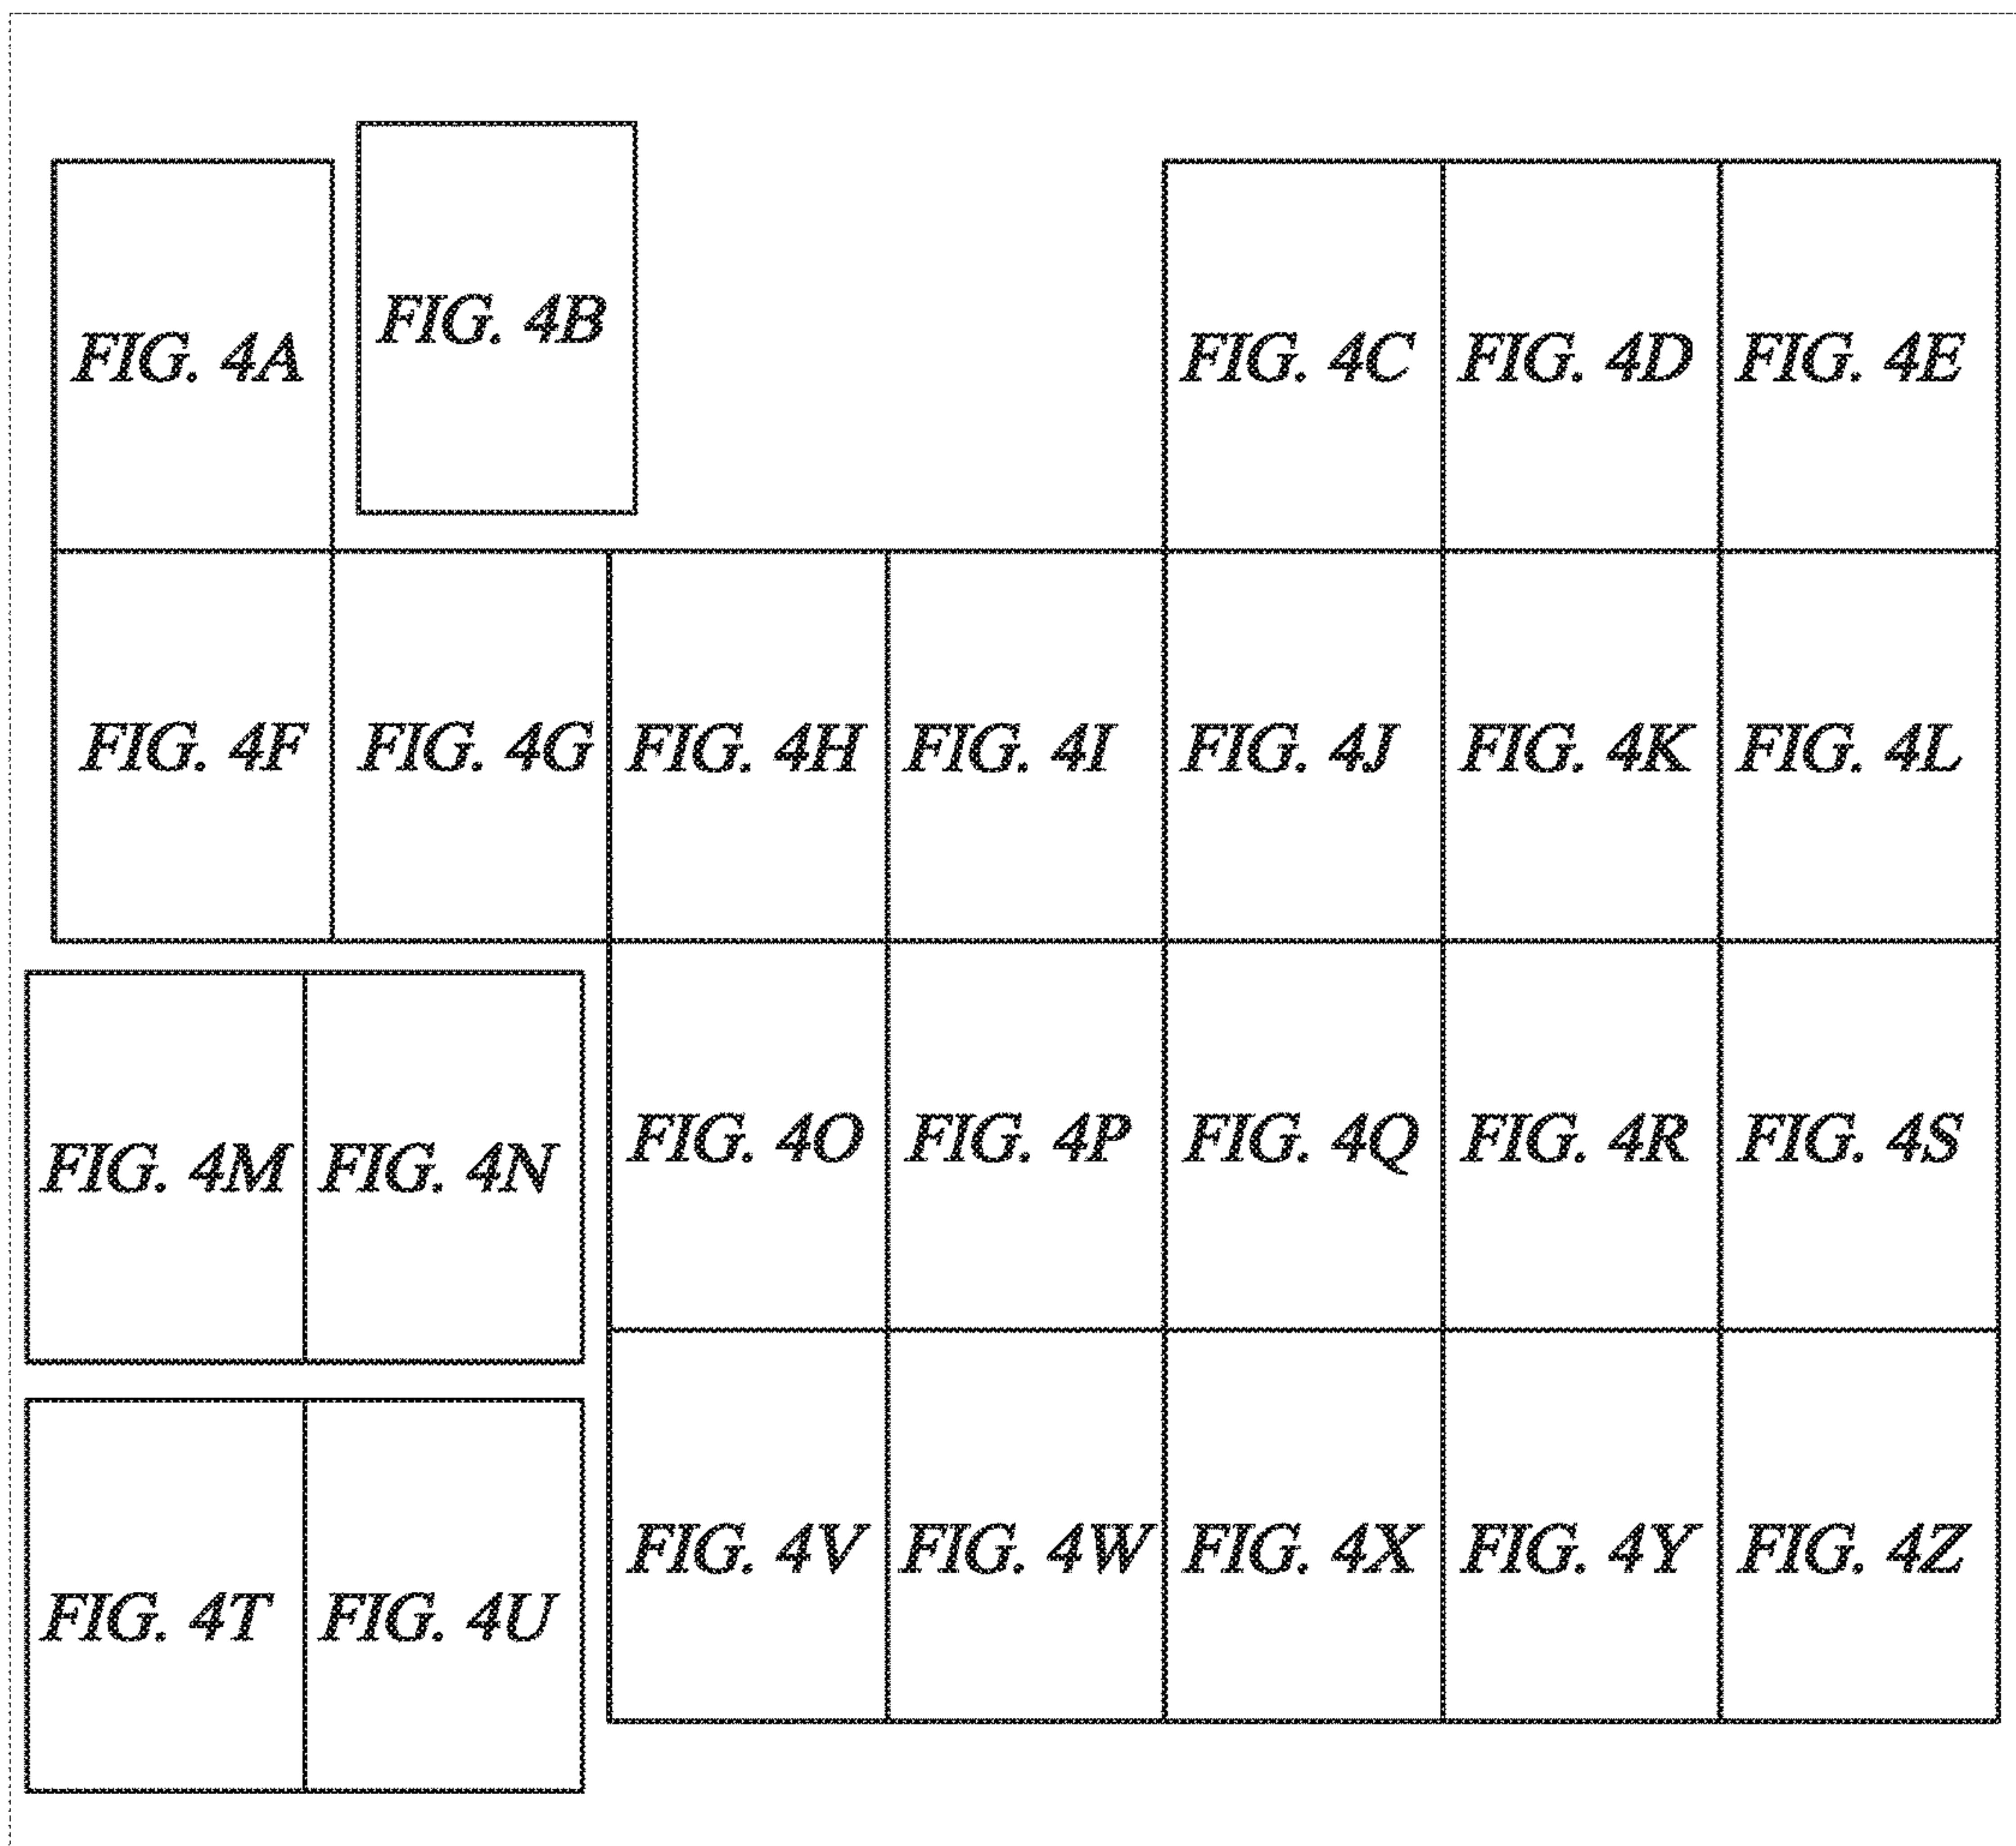 FIG. 4A
FIG. 4B
FIG. 4C
FIG. 4D
FIG. 4E
FIG. 4F
FIG. 4G
FIG. 4H
FIG. 4I
FIG. 4J
FIG. 4K
FIG. 4L
FIG. 4M
FIG. 4N
FIG. 4O
FIG. 4P
FIG. 4Q
FIG. 4R
FIG. 4S
FIG. 4T
FIG. 4U
FIG. 4V
FIG. 4W
FIG. 4X
FIG. 4Y
FIG. 4Z